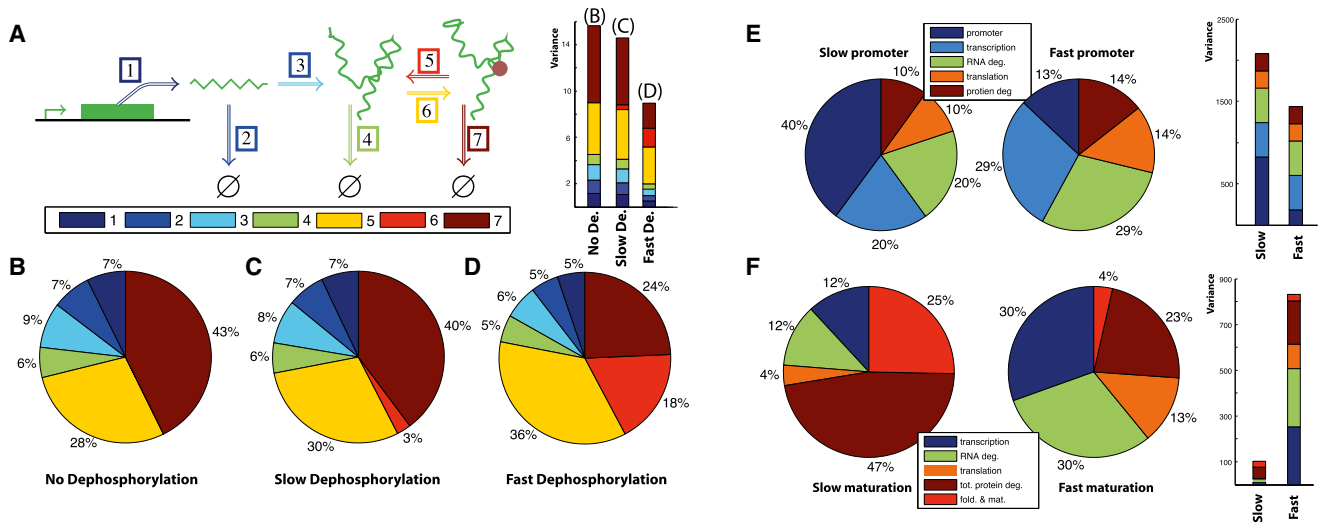 A
1
2
3
4
5
6
7
∅
∅
∅
1 2 3 4 5 6 7
Variance
14
10
6
2
(B)
(C)
(D)
No De.
Slow De.
Fast De.
B
7%
7%
9%
6%
28%
43%
No Dephosphorylation
C
7%
7%
8%
6%
30%
3%
40%
Slow Dephosphorylation
D
5%
5%
6%
5%
36%
18%
24%
Fast Dephosphorylation
E
Slow promoter
promoter
transcription
RNA deg.
translation
protien deg
Fast promoter
10%
10%
20%
20%
40%
13%
14%
14%
29%
29%
Variance
2500
1500
500
Slow
Fast
F
12%
12%
4%
47%
25%
Slow maturation
transcription
RNA deg.
translation
tot. protein deg.
fold. & mat.
4%
23%
13%
30%
30%
Fast maturation
Variance
900
700
500
300
100
Slow
Fast